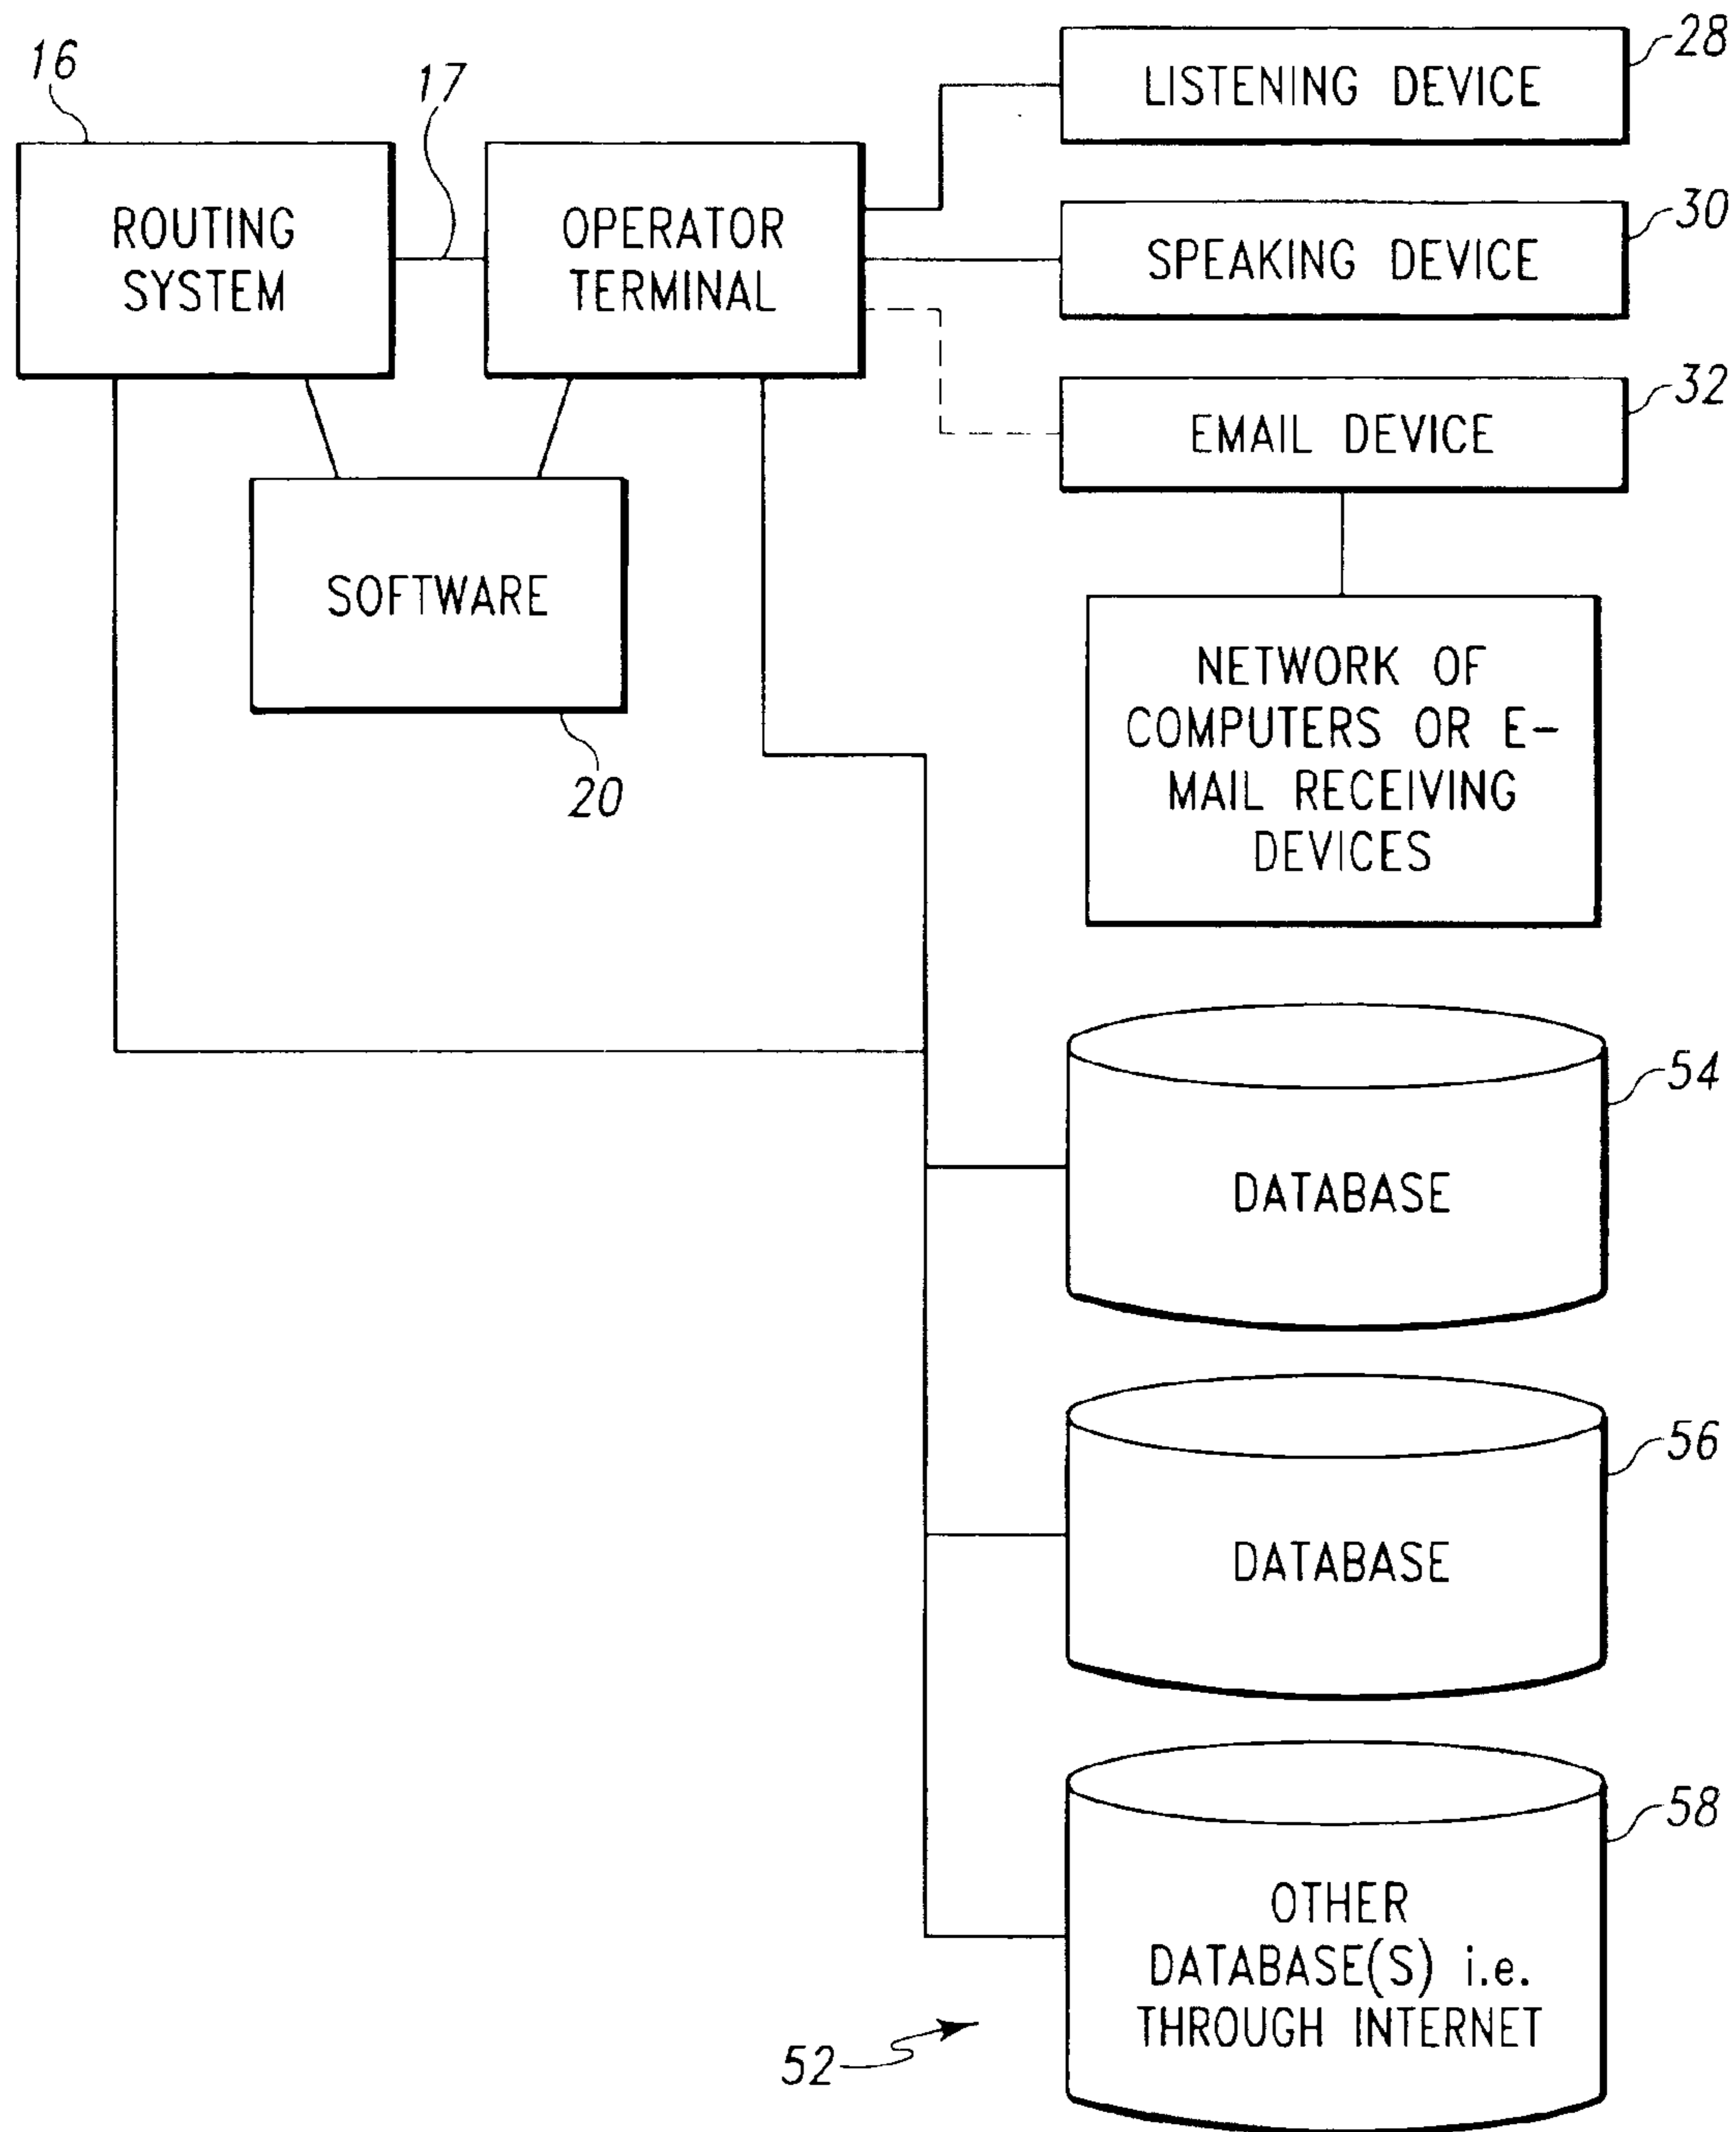 16
17
ROUTING
SYSTEM
OPERATOR
TERMINAL
LISTENING DEVICE
28
SPEAKING DEVICE
30
EMAIL DEVICE
32
SOFTWARE
20
NETWORK OF
COMPUTERS OR E-
MAIL RECEIVING
DEVICES
DATABASE
54
DATABASE
56
OTHER
DATABASE(S) i.e.
THROUGH INTERNET
58
52